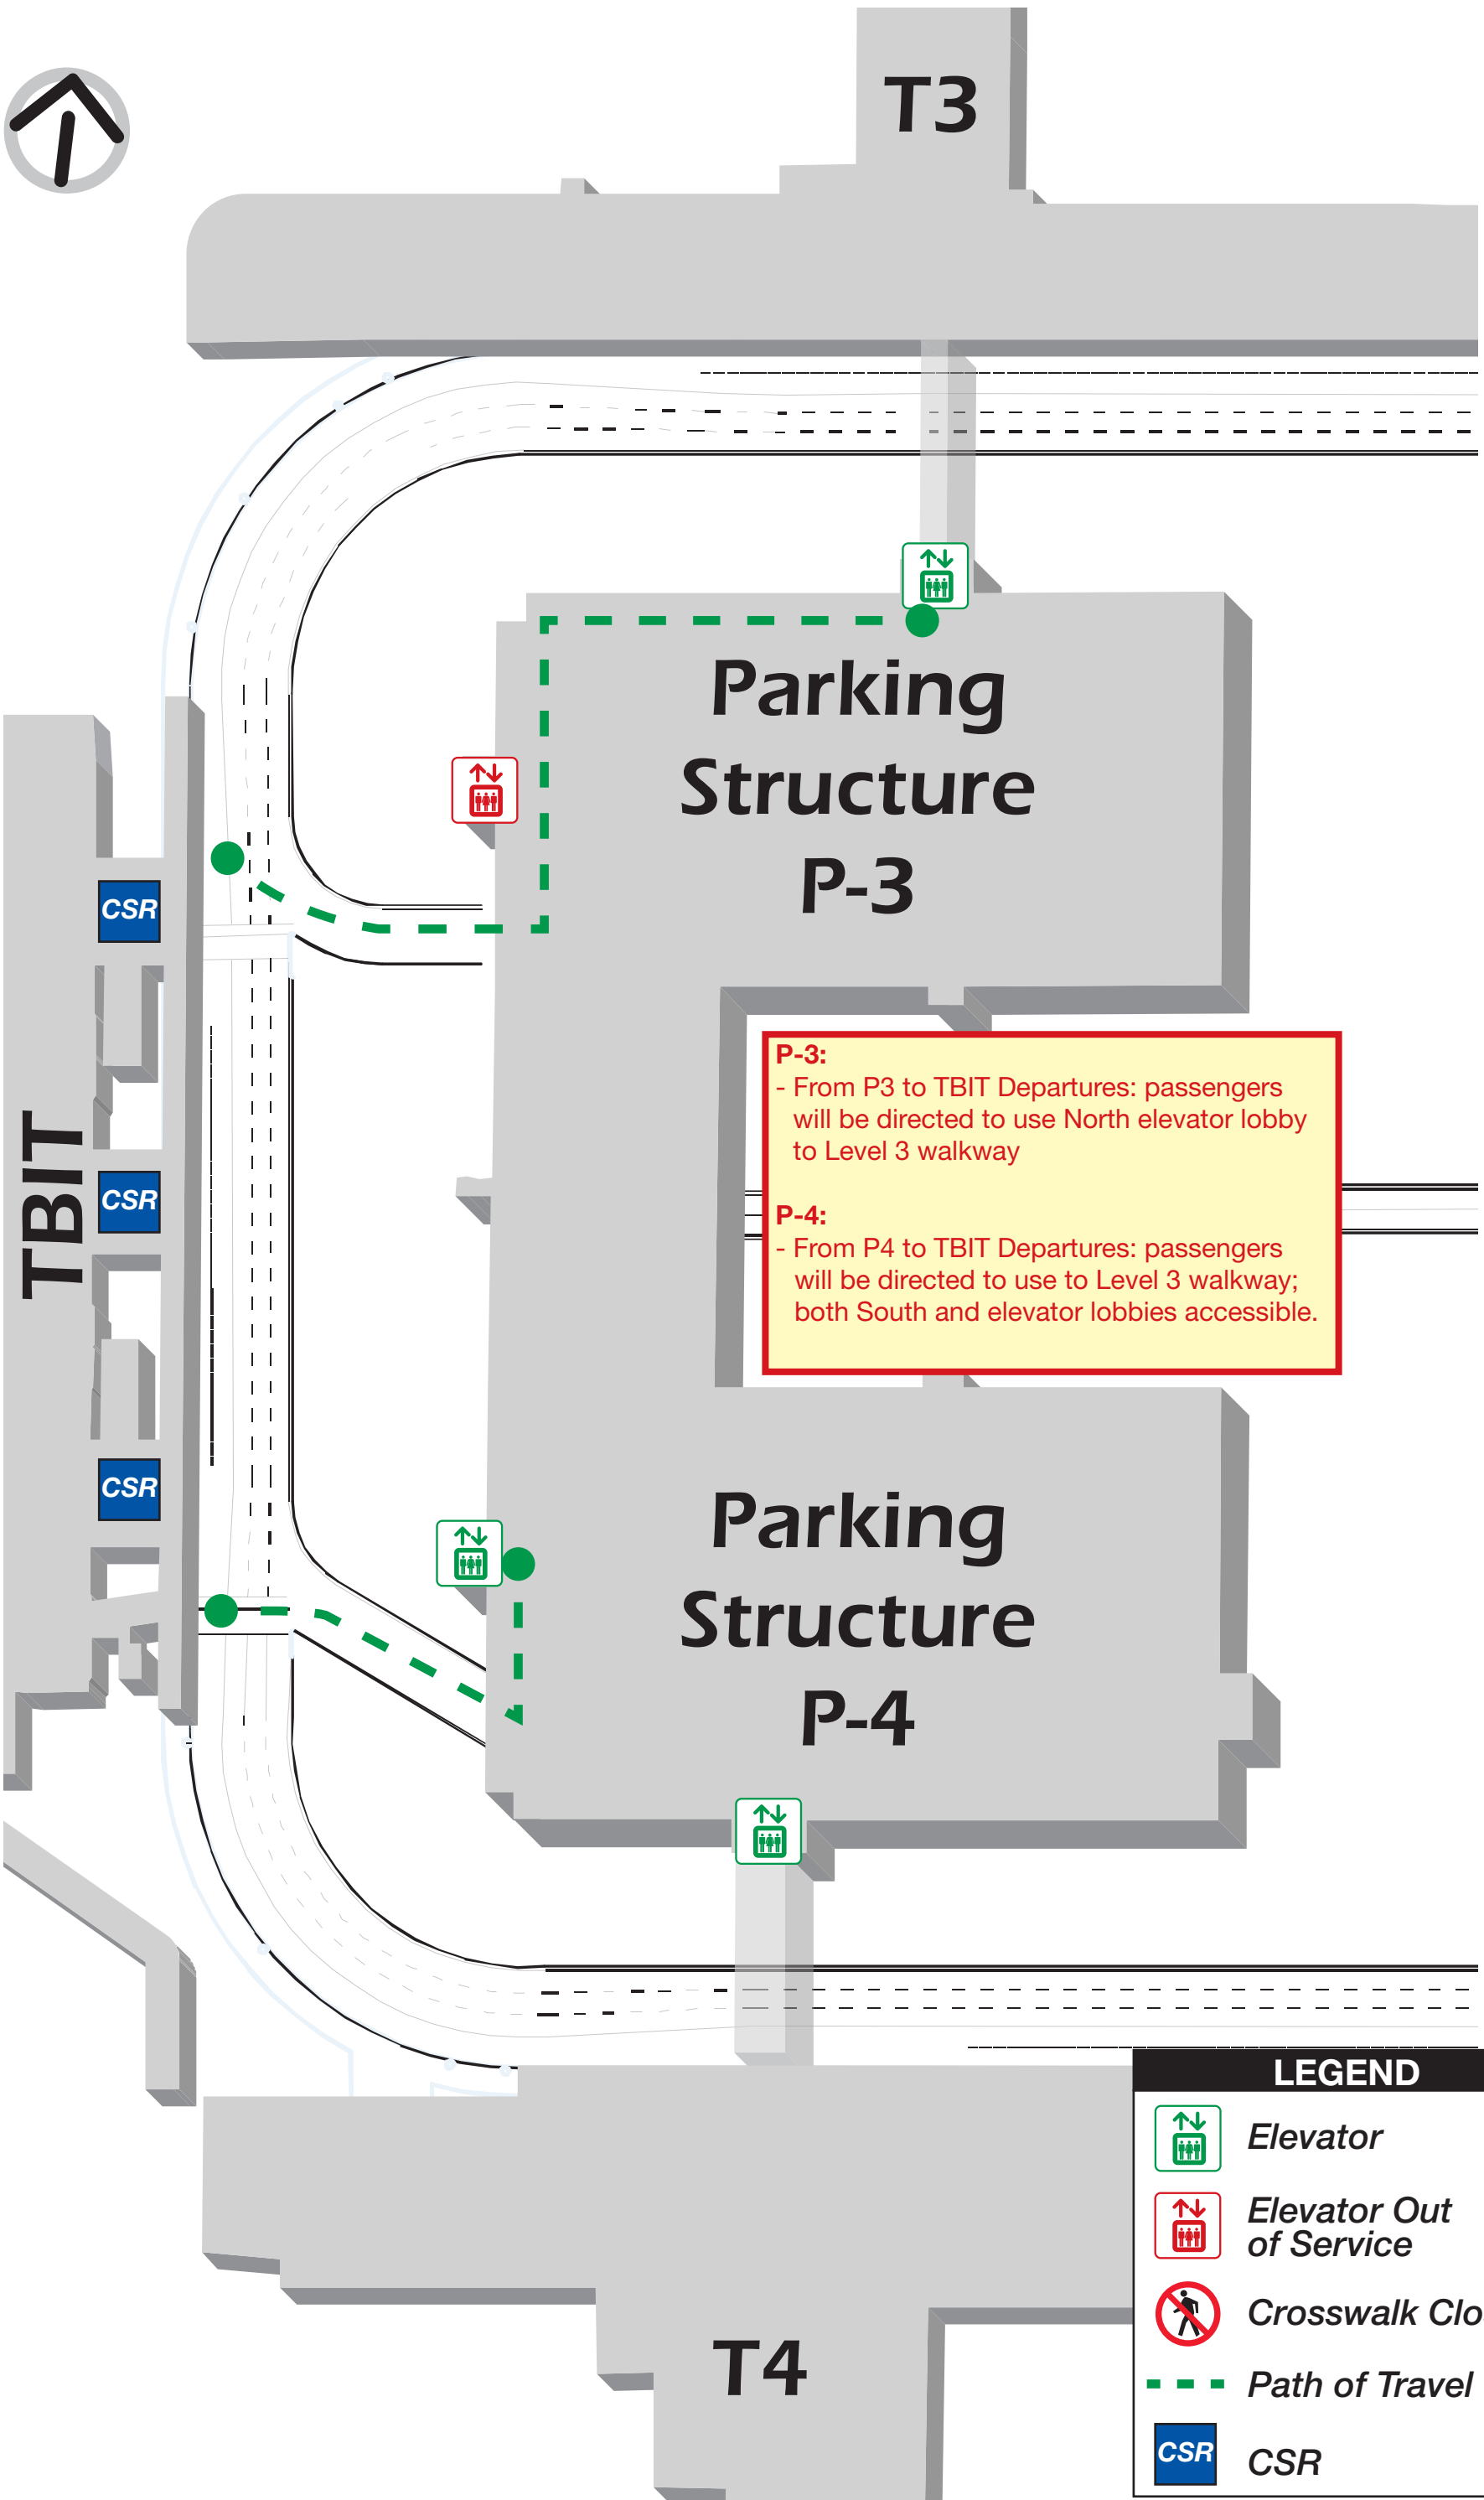 T3
Parking
Structure
P-3
CSR
P-3:
- From P3 to TBIT Departures: passengers
will be directed to use North elevator lobby
to Level 3 walkway
TBIT
CSR
P-4:
- From P4 to TBIT Departures: passengers
will be directed to use to Level 3 walkway;
both South and elevator lobbies accessible.
CSR
Parking
Structure
P-4
T4
LEGEND
Elevator
Elevator Out
of Service
Crosswalk Clo
Path of Travel
CSR
CSR